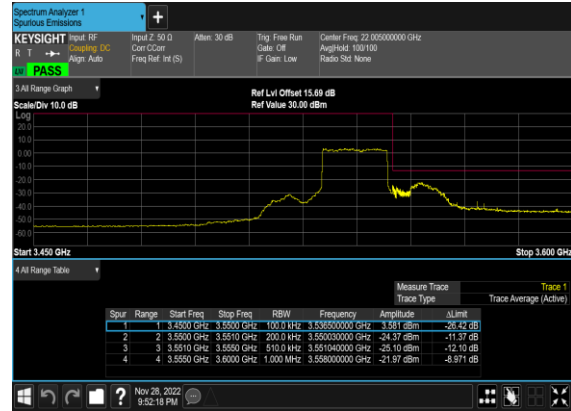 Spectrum Analyzer 1
Spurious Emissions
+
KEYSIGHT Input: RF Input Z: 50 Ω Atten: 30 dB Trig: Free Run Center Freq: 22.005000000 GHz
R T Coupling: DC Corr CCorr Gate: Off Avg|Hold: 100/100
Align: Auto Freq Ref: Int (S) IF Gain: Low Radio Std: None
PASS
3 All Range Graph
Ref Lvl Offset 15.69 dB
Scale/Div 10.0 dB Ref Value 30.00 dBm
Log
20.0
10.0
0.00
-10.0
-20.0
-30.0
-40.0
-50.0
-60.0
Start 3.450 GHz Stop 3.600 GHz
4 All Range Table
Measure Trace Trace 1
Trace Type Trace Average (Active)
Spur Range Start Freq Stop Freq RBW Frequency Amplitude ΔLimit
1 1 3.4500 GHz 3.5500 GHz 100.0 kHz 3.536500000 GHz 3.581 dBm -26.42 dB
2 2 3.5500 GHz 3.5510 GHz 200.0 kHz 3.550030000 GHz -24.37 dBm -11.37 dB
3 3 3.5510 GHz 3.5550 GHz 510.0 kHz 3.551040000 GHz -25.10 dBm -12.10 dB
4 4 3.5550 GHz 3.6000 GHz 1.000 MHz 3.558000000 GHz -21.97 dBm -8.971 dB
? Nov 28, 2022
9:52:18 PM